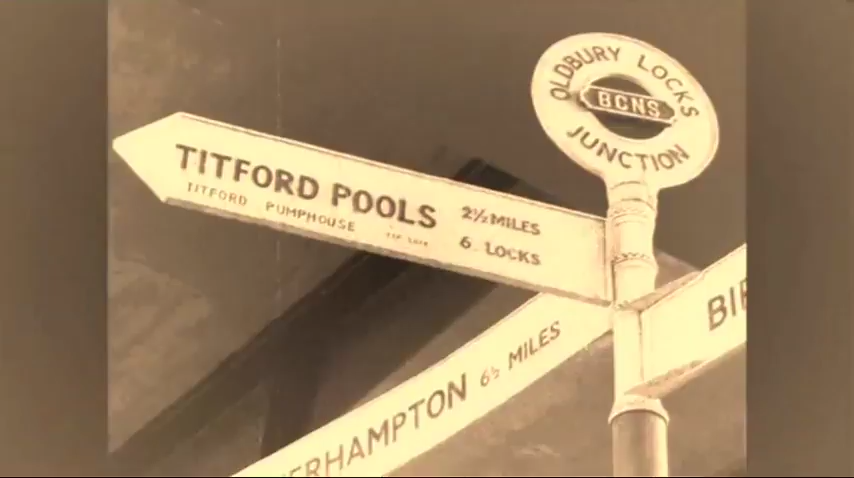 OLDBURY LOCKS
BCNS
JUNCTION
TITFORD POOLS 2½ MILES
TITFORD PUMPHOUSE 6 LOCKS
ERHAMPTON 6½ MILES
BI